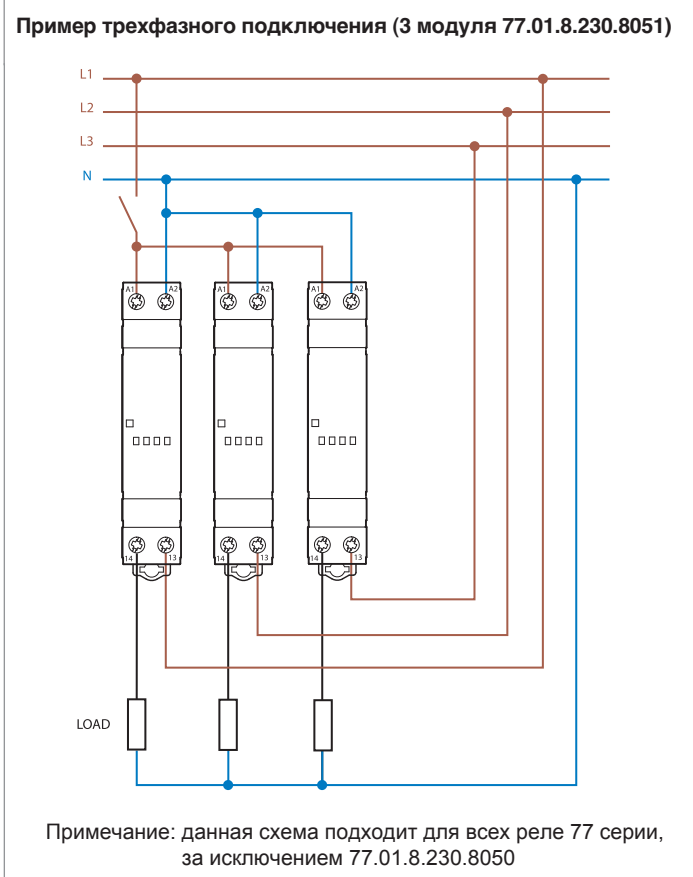 Пример трехфазного подключения (3 модуля 77.01.8.230.8051)
L1
L2
L3
N
A1 A2 A1 A2 A1 A2
14 13 14 13 14 13
LOAD
Примечание: данная схема подходит для всех реле 77 серии,
за исключением 77.01.8.230.8050